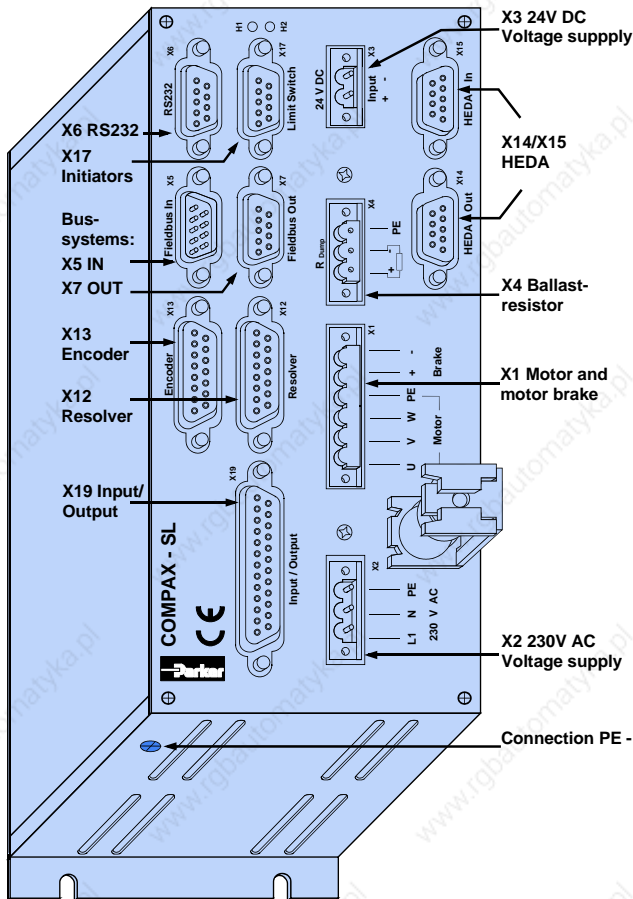 X3 24V DC
Voltage suppply
X6 RS232
X17
Initiators
Bus-
systems:
X5 IN
X7 OUT
X13
Encoder
X12
Resolver
X19 Input/
Output
X14/X15
HEDA
X4 Ballast-
resistor
X1 Motor and
motor brake
X2 230V AC
Voltage supply
Connection PE -
H1
H2
X6
RS232
X17
Limit Switch
X3
24 V DC
Input
-
+
X15
HEDA In
X5
Fieldbus In
X7
Fieldbus Out
X4
R Dump
PE
-
+
X14
HEDA Out
X13
Encoder
X12
Resolver
X1
-
+
Brake
PE
W
V
U
Motor
X19
Input / Output
X2
PE
N
L1
230 V AC
COMPAX - SL
CE
Parker
www.rgbautomatyka.pl